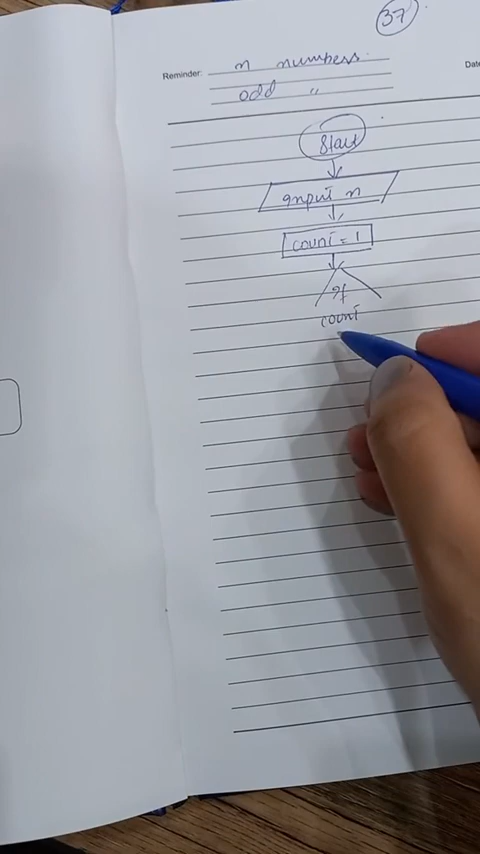 37
Reminder: n numbers.
Date
odd "
Start
input n
count = 1
if
count